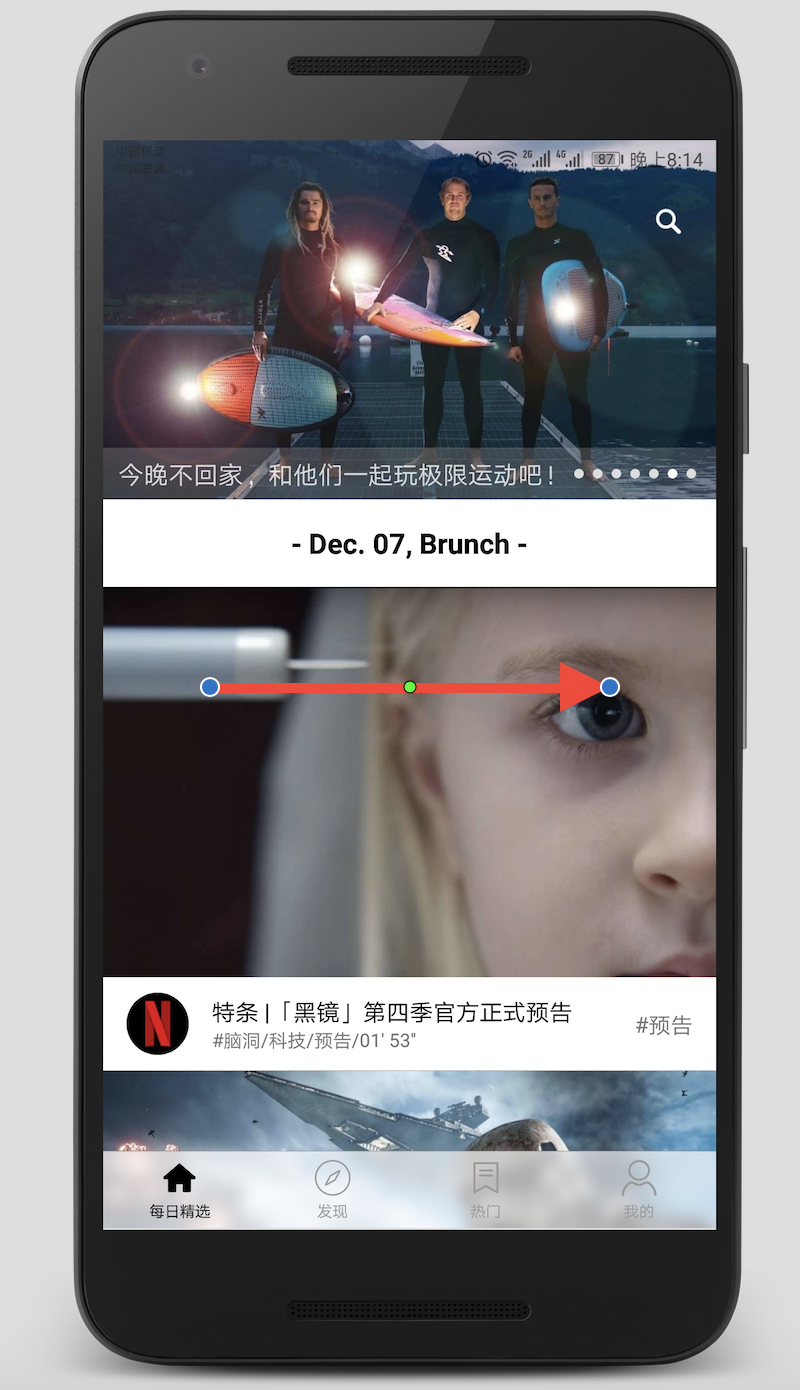 中国移动
中国联通
2G 4G 87 晚上8:14
今晚不回家，和他们一起玩极限运动吧！
- Dec. 07, Brunch -
特条 |「黑镜」第四季官方正式预告
#预告
#脑洞/科技/预告/01' 53"
每日精选
发现
热门
我的